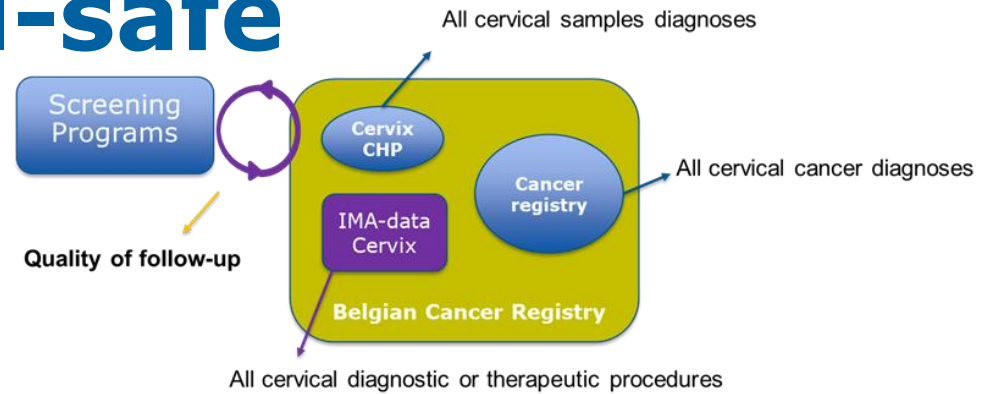 -safe
All cervical samples diagnoses
Screening
Programs
Cervix
CHP
All cervical cancer diagnoses
Cancer
registry
IMA-data
Cervix
Quality of follow-up
Belgian Cancer Registry
All cervical diagnostic or therapeutic procedures